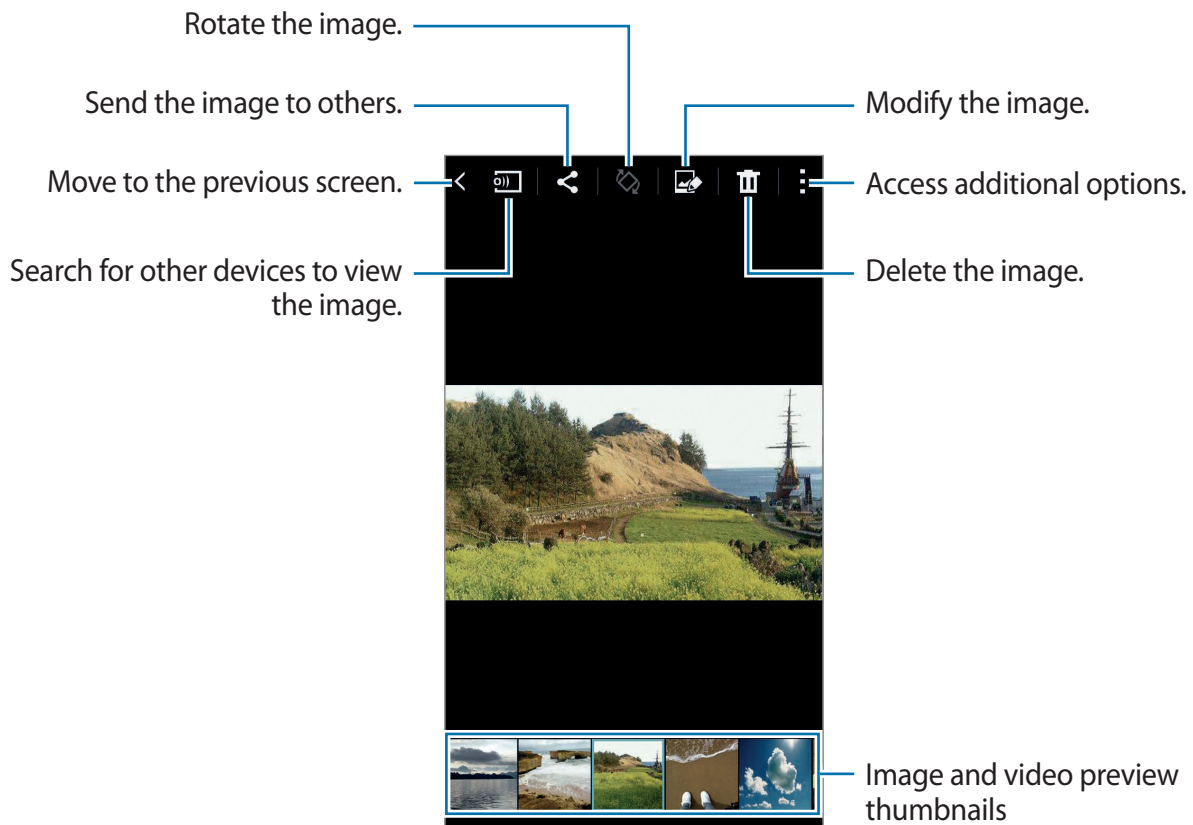 Rotate the image.
Send the image to others.
Modify the image.
Move to the previous screen.
Access additional options.
Search for other devices to view
the image.
Delete the image.
Image and video preview
thumbnails